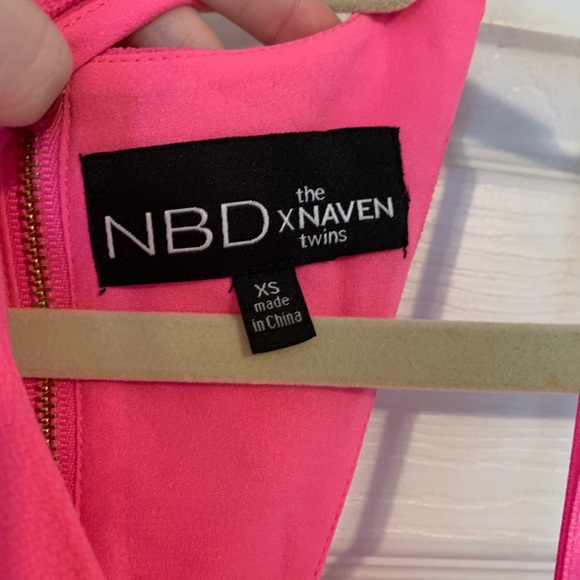 NBD X the NAVEN twins
XS
made
in China